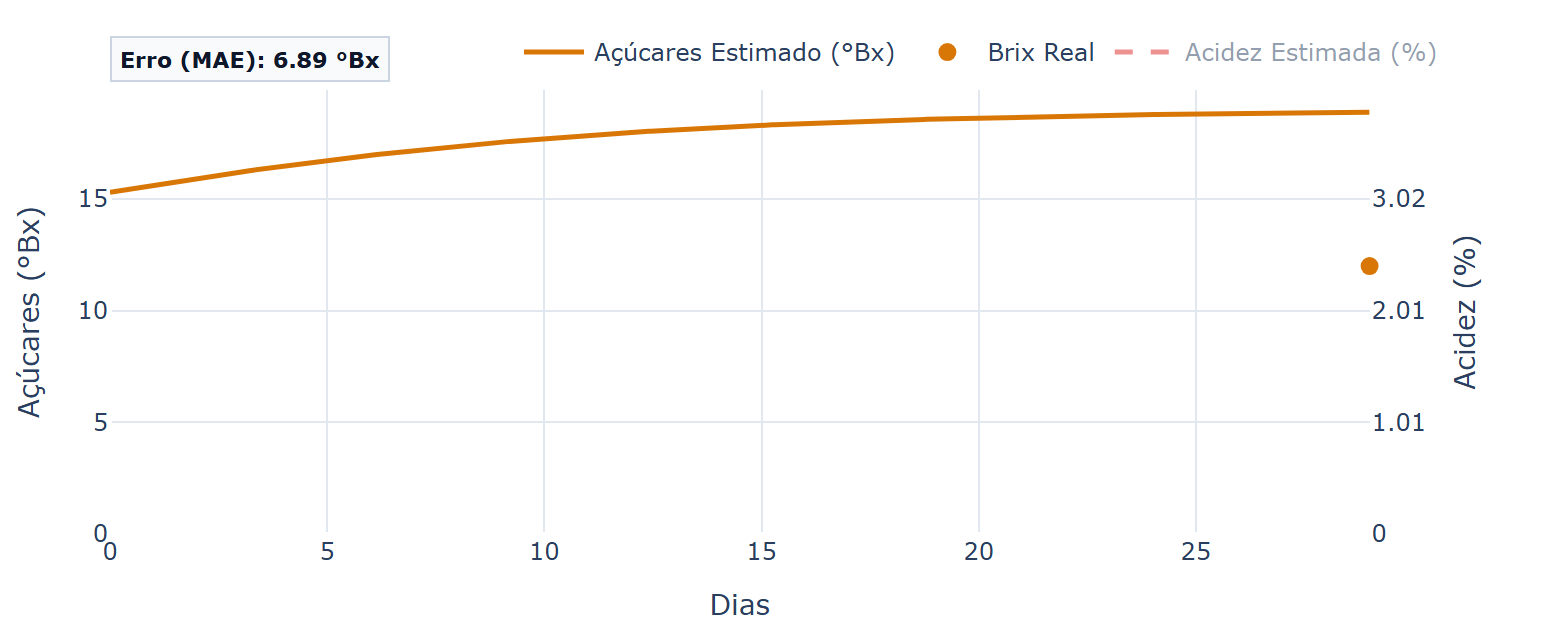 Erro (MAE): 6.89 ºBx
Açúcares Estimado (°Bx)
Brix Real
Acidez Estimada (%)
Açúcares (°Bx)
15
10
5
0
3.02
2.01
1.01
0
Acidez (%)
0 5 10 15 20 25
Dias